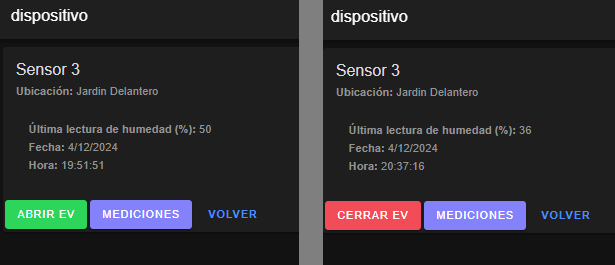 dispositivo
Sensor 3
Ubicación: Jardin Delantero
Última lectura de humedad (%): 50
Fecha: 4/12/2024
Hora: 19:51:51
ABRIR EV
MEDICIONES
VOLVER
dispositivo
Sensor 3
Ubicación: Jardin Delantero
Última lectura de humedad (%): 36
Fecha: 4/12/2024
Hora: 20:37:16
CERRAR EV
MEDICIONES
VOLVER